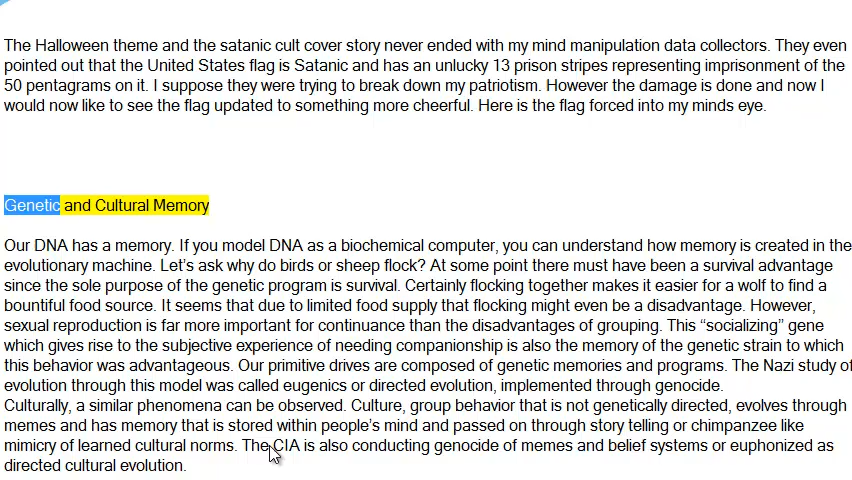 The Halloween theme and the satanic cult cover story never ended with my mind manipulation data collectors. They even
pointed out that the United States flag is Satanic and has an unlucky 13 prison stripes representing imprisonment of the
50 pentagrams on it. I suppose they were trying to break down my patriotism. However the damage is done and now I
would now like to see the flag updated to something more cheerful. Here is the flag forced into my minds eye.
Genetic and Cultural Memory
Our DNA has a memory. If you model DNA as a biochemical computer, you can understand how memory is created in the
evolutionary machine. Let’s ask why do birds or sheep flock? At some point there must have been a survival advantage
since the sole purpose of the genetic program is survival. Certainly flocking together makes it easier for a wolf to find a
bountiful food source. It seems that due to limited food supply that flocking might even be a disadvantage. However,
sexual reproduction is far more important for continuance than the disadvantages of grouping. This “socializing” gene
which gives rise to the subjective experience of needing companionship is also the memory of the genetic strain to which
this behavior was advantageous. Our primitive drives are composed of genetic memories and programs. The Nazi study of
evolution through this model was called eugenics or directed evolution, implemented through genocide.
Culturally, a similar phenomena can be observed. Culture, group behavior that is not genetically directed, evolves through
memes and has memory that is stored within people’s mind and passed on through story telling or chimpanzee like
mimicry of learned cultural norms. The CIA is also conducting genocide of memes and belief systems or euphonized as
directed cultural evolution.